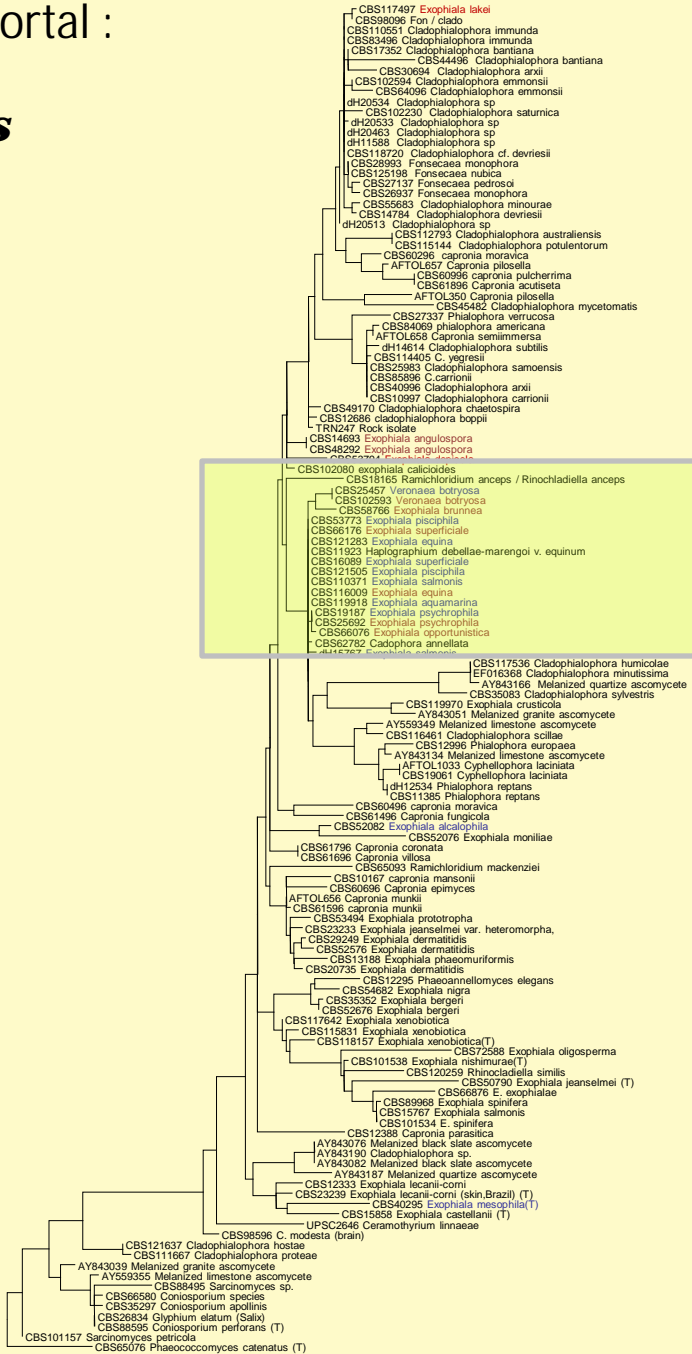 ortal :
s
CBS117497 Exophiala lakei
CBS98096 Fon / clado
CBS110551 Cladophialophora immunda
CBS83496 Cladophialophora immunda
CBS17352 Cladophialophora bantiana
CBS44496 Cladophialophora bantiana
CBS30694 Cladophialophora arxii
CBS102594 Cladophialophora emmonsii
CBS64096 Cladophialophora emmonsii
dH20534 Cladophialophora sp
CBS102230 Cladophialophora saturnica
dH20533 Cladophialophora sp
dH20463 Cladophialophora sp
dH11588 Cladophialophora sp
CBS118720 Cladophialophora cf. devriesii
CBS28993 Fonsecaea monophora
CBS125198 Fonsecaea nubica
CBS27137 Fonsecaea pedrosoi
CBS26937 Fonsecaea monophora
CBS55683 Cladophialophora minourae
CBS14784 Cladophialophora devriesii
dH20513 Cladophialophora sp
CBS112793 Cladophialophora australiensis
CBS115144 Cladophialophora potulentorum
CBS60296 capronia moravica
AFTOL657 Capronia pilosella
CBS60996 capronia pulcherrima
CBS61896 Capronia acutiseta
AFTOL350 Capronia pilosella
CBS45482 Cladophialophora mycetomatis
CBS27337 Phialophora verrucosa
CBS84069 phialophora americana
AFTOL658 Capronia semiimmersa
dH14614 Cladophialophora subtilis
CBS114405 C. yegresii
CBS25983 Cladophialophora samoensis
CBS85896 C.carrionii
CBS40996 Cladophialophora arxii
CBS10997 Cladophialophora carrionii
CBS49170 Cladophialophora chaetospira
CBS12686 cladophialophora boppii
TRN247 Rock isolate
CBS14693 Exophiala angulospora
CBS48292 Exophiala angulospora
CBS102080 exophiala calicioides
CBS18165 Ramichloridium anceps / Rinochladiella anceps
CBS25457 Veronaea botryosa
CBS102593 Veronaea botryosa
CBS58766 Exophiala brunnea
CBS53773 Exophiala pisciphila
CBS66176 Exophiala superficiale
CBS121283 Exophiala equina
CBS11923 Haplographium debellae-marengoi v. equinum
CBS16089 Exophiala superficiale
CBS121505 Exophiala pisciphila
CBS110371 Exophiala salmonis
CBS116009 Exophiala equina
CBS119918 Exophiala aquamarina
CBS19187 Exophiala psychrophila
CBS25692 Exophiala psychrophila
CBS66076 Exophiala opportunistica
CBS62782 Cadophora annellata
dH15767 Exophiala salmonis
CBS117536 Cladophialophora humicolae
EF016368 Cladophialophora minutissima
AY843166 Melanized quartize ascomycete
CBS35083 Cladophialophora sylvestris
CBS119970 Exophiala crusticola
AY843051 Melanized granite ascomycete
AY559349 Melanized limestone ascomycete
CBS116461 Cladophialophora scillae
CBS12996 Phialophora europaea
AY843134 Melanized limestone ascomycete
AFTOL1033 Cyphellophora laciniata
CBS19061 Cyphellophora laciniata
dH12534 Phialophora reptans
CBS11385 Phialophora reptans
CBS60496 capronia moravica
CBS61496 Capronia fungicola
CBS52082 Exophiala alcalophila
CBS52076 Exophiala moniliae
CBS61796 Capronia coronata
CBS61696 Capronia villosa
CBS65093 Ramichloridium mackenziei
CBS10167 capronia mansonii
CBS60696 Capronia epimyces
AFTOL656 Capronia munkii
CBS61596 capronia munkii
CBS53494 Exophiala prototropha
CBS23233 Exophiala jeanselmei var. heteromorpha,
CBS29249 Exophiala dermatitidis
CBS52576 Exophiala dermatitidis
CBS13188 Exophiala phaeomuriformis
CBS20735 Exophiala dermatitidis
CBS12295 Phaeoannellomyces elegans
CBS54682 Exophiala nigra
CBS35352 Exophiala bergeri
CBS52676 Exophiala bergeri
CBS117642 Exophiala xenobiotica
CBS115831 Exophiala xenobiotica
CBS118157 Exophiala xenobiotica(T)
CBS72588 Exophiala oligosperma
CBS101538 Exophiala nishimurae(T)
CBS120259 Rhinocladiella similis
CBS50790 Exophiala jeanselmei (T)
CBS66876 E. exophialae
CBS89968 Exophiala spinifera
CBS15767 Exophiala salmonis
CBS101534 E. spinifera
CBS12388 Capronia parasitica
AY843076 Melanized black slate ascomycete
AY843190 Cladophialophora sp.
AY843082 Melanized black slate ascomycete
AY843187 Melanized quartize ascomycete
CBS12333 Exophiala lecanii-corni
CBS23239 Exophiala lecanii-corni (skin,Brazil) (T)
CBS40295 Exophiala mesophila(T)
CBS15858 Exophiala castellanii (T)
UPSC2646 Ceramothyrium linnaeae
CBS98596 C. modesta (brain)
CBS121637 Cladophialophora hostae
CBS111667 Cladophialophora proteae
AY843039 Melanized granite ascomycete
AY559355 Melanized limestone ascomycete
CBS88495 Sarcinomyces sp.
CBS66580 Coniosporium species
CBS35297 Coniosporium apollinis
CBS26834 Glyphium elatum (Salix)
CBS88595 Coniosporium perforans (T)
CBS101157 Sarcinomyces petricola
CBS65076 Phaeococcomyces catenatus (T)